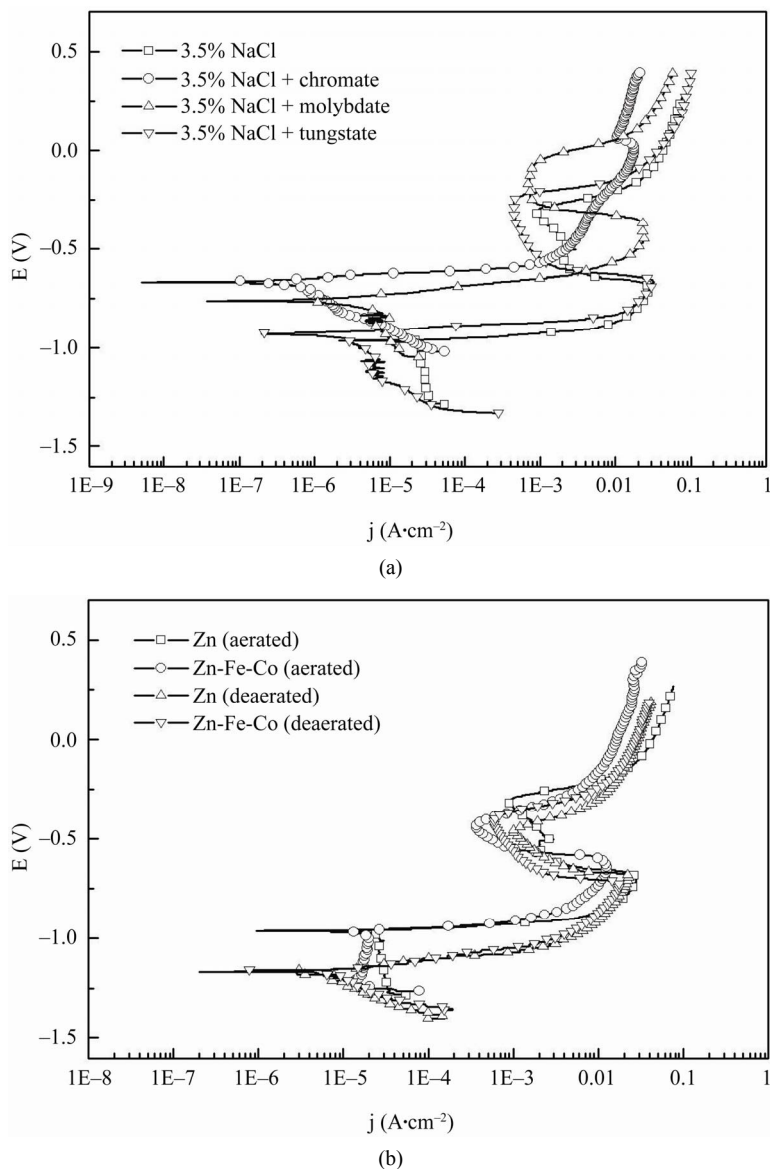 0.5
0.0
−0.5
−1.0
−1.5
E (V)
3.5% NaCl
3.5% NaCl + chromate
3.5% NaCl + molybdate
3.5% NaCl + tungstate
1E−9 1E−8 1E−7 1E−6 1E−5 1E−4 1E−3 0.01 0.1 1
j (A·cm−2)
(a)
0.5
0.0
−0.5
−1.0
−1.5
E (V)
Zn (aerated)
Zn-Fe-Co (aerated)
Zn (deaerated)
Zn-Fe-Co (deaerated)
1E−8 1E−7 1E−6 1E−5 1E−4 1E−3 0.01 0.1 1
j (A·cm−2)
(b)